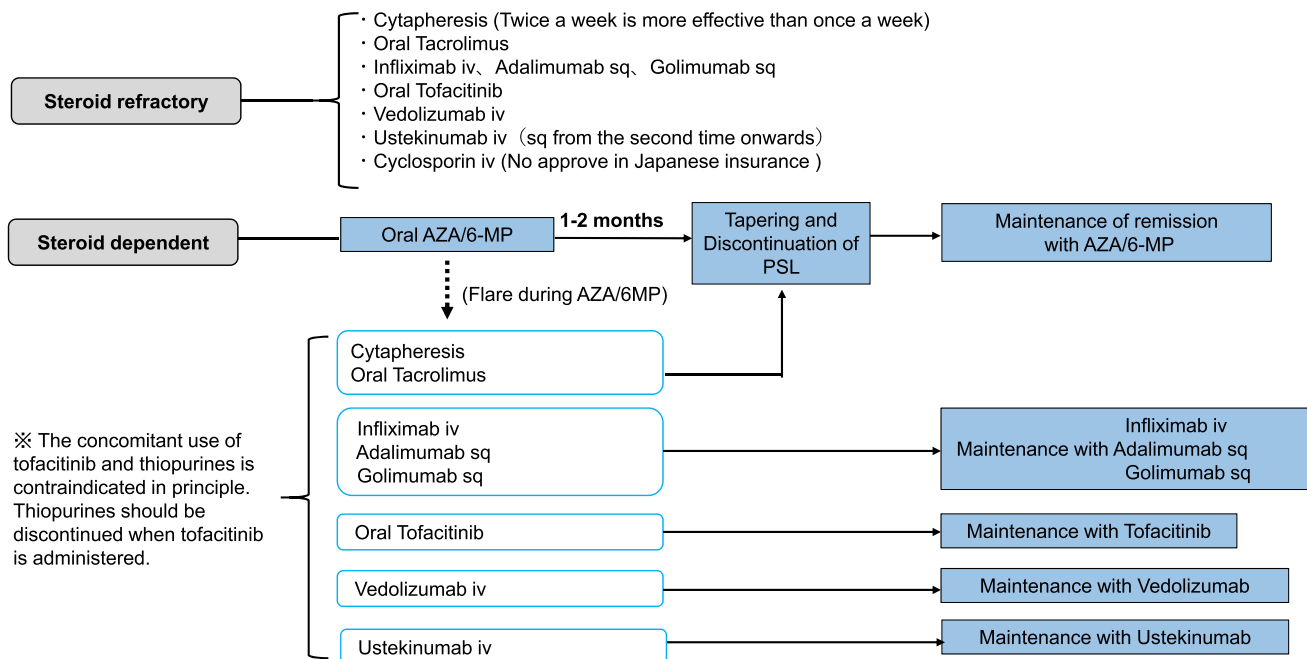 ・Cytapheresis (Twice a week is more effective than once a week)
・Oral Tacrolimus
・Infliximab iv、Adalimumab sq、Golimumab sq
・Oral Tofacitinib
・Vedolizumab iv
・Ustekinumab iv（sq from the second time onwards）
・Cyclosporin iv (No approve in Japanese insurance )
Steroid refractory
Steroid dependent
Oral AZA/6-MP
1-2 months
Tapering and
Discontinuation of
PSL
Maintenance of remission
with AZA/6-MP
(Flare during AZA/6MP)
Cytapheresis
Oral Tacrolimus
Infliximab iv
Adalimumab sq
Golimumab sq
Infliximab iv
Maintenance with Adalimumab sq
Golimumab sq
※ The concomitant use of
tofacitinib and thiopurines is
contraindicated in principle.
Thiopurines should be
discontinued when tofacitinib
is administered.
Oral Tofacitinib
Maintenance with Tofacitinib
Vedolizumab iv
Maintenance with Vedolizumab
Ustekinumab iv
Maintenance with Ustekinumab